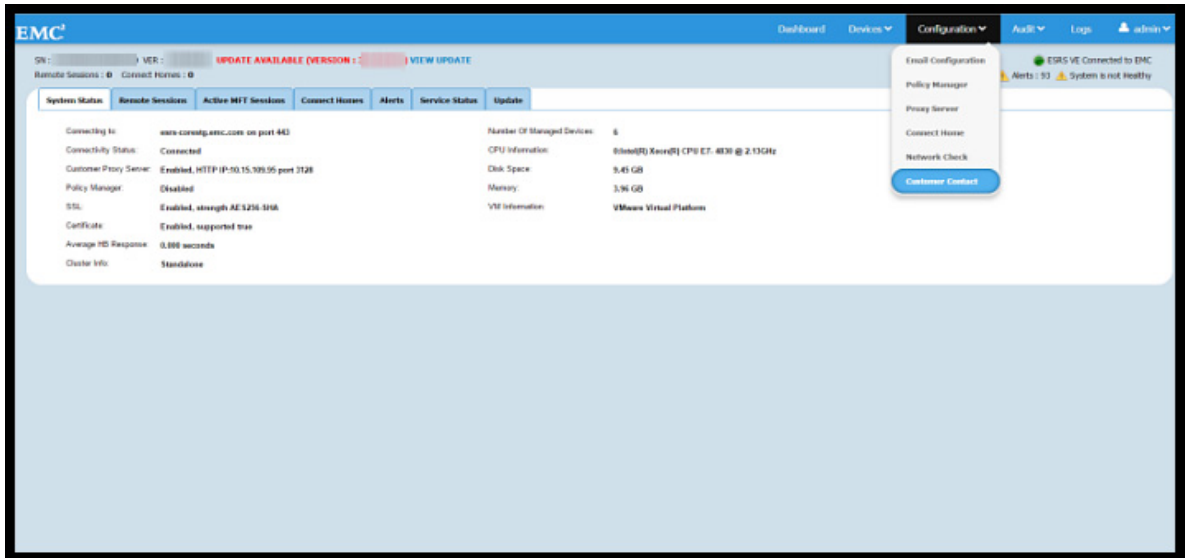 EMC²
Dashboard Devices Configuration Audit Logs admin
SN: VER: UPDATE AVAILABLE (VERSION : ) VIEW UPDATE
ESRS VE Connected to EMC
Remote Sessions : 0 Connect Homes : 0
Alerts : 93 System is not Healthy
Email Configuration
Policy Manager
Proxy Server
Connect Home
Network Check
Customer Contact
System Status Remote Sessions Active MFT Sessions Connect Homes Alerts Service Status Update
Connecting to: esrs-corestg.emc.com on port 443 Number Of Managed Devices: 6
Connectivity Status: Connected CPU Information: 0:Intel(R) Xeon(R) CPU E7- 4830 @ 2.13GHz
Customer Proxy Server: Enabled, HTTP IP:10.15.109.95 port 3128 Disk Space 9.45 GB
Policy Manager: Disabled Memory: 3.96 GB
SSL: Enabled, strength AES256-SHA VM Information: VMware Virtual Platform
Certificate: Enabled, supported true
Average HB Response 0.000 seconds
Cluster Info: Standalone